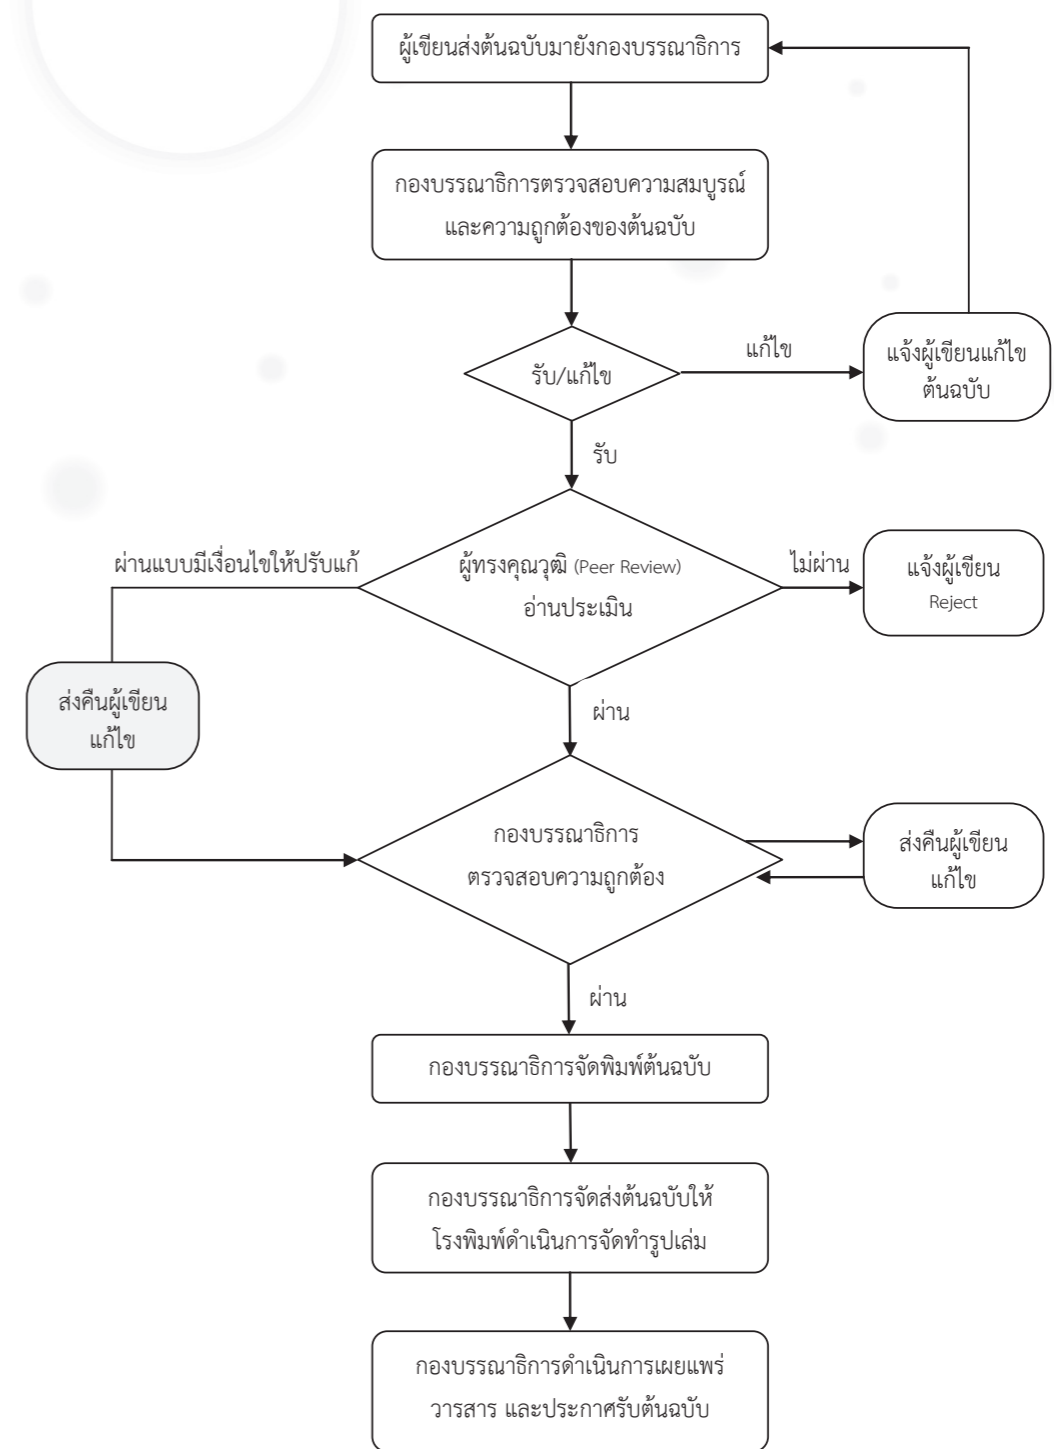 ผู้เขียนส่งต้นฉบับมายังกองบรรณาธิการ
กองบรรณาธิการตรวจสอบความสมบูรณ์
และความถูกต้องของต้นฉบับ
รับ/แก้ไข
แก้ไข
แจ้งผู้เขียนแก้ไข
ต้นฉบับ
รับ
ผ่านแบบมีเงื่อนไขให้ปรับแก้
ผู้ทรงคุณวุฒิ (Peer Review)
อ่านประเมิน
ไม่ผ่าน
แจ้งผู้เขียน
Reject
ส่งคืนผู้เขียน
แก้ไข
ผ่าน
กองบรรณาธิการ
ตรวจสอบความถูกต้อง
ส่งคืนผู้เขียน
แก้ไข
ผ่าน
กองบรรณาธิการจัดพิมพ์ต้นฉบับ
กองบรรณาธิการจัดส่งต้นฉบับให้
โรงพิมพ์ดำเนินการจัดทำรูปเล่ม
กองบรรณาธิการดำเนินการเผยแพร่
วารสาร และประกาศรับต้นฉบับ